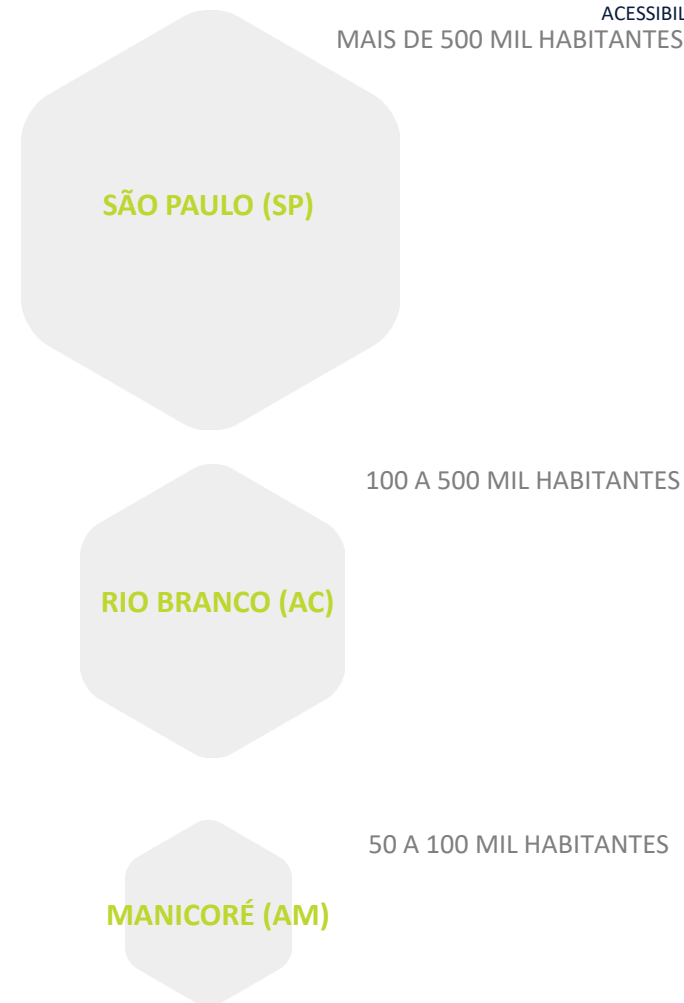 ACESSIBIL
MAIS DE 500 MIL HABITANTES
SÃO PAULO (SP)
100 A 500 MIL HABITANTES
RIO BRANCO (AC)
50 A 100 MIL HABITANTES
MANICORÉ (AM)